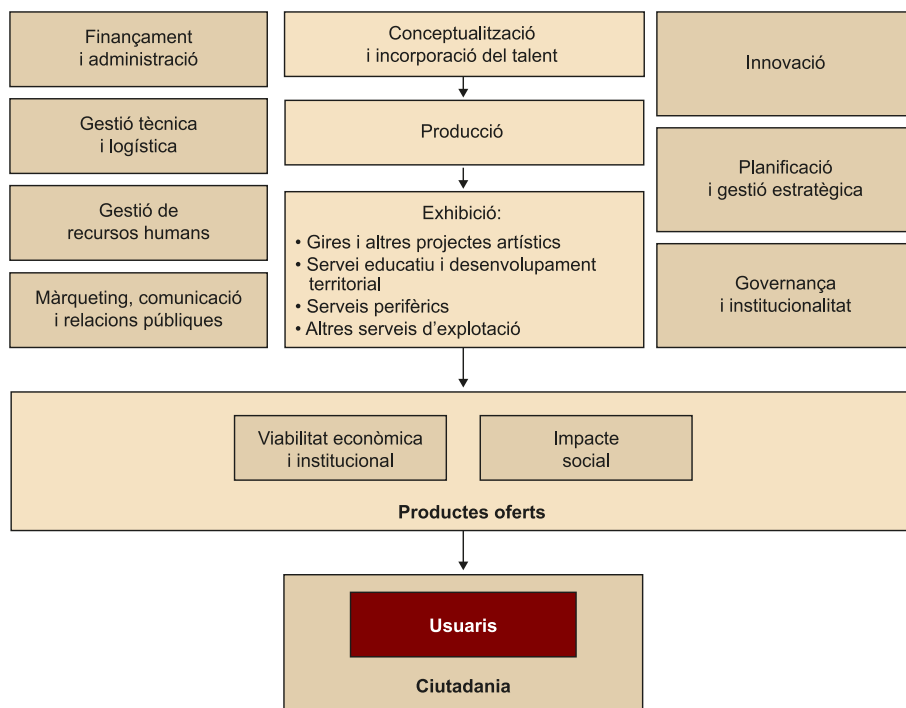 Finançament
i administració
Gestió tècnica
i logística
Gestió de
recursos humans
Màrqueting, comunicació
i relacions públiques
Conceptualització
i incorporació del talent
Producció
Exhibició:
• Gires i altres projectes artístics
• Servei educatiu i desenvolupament
territorial
• Serveis perifèrics
• Altres serveis d’explotació
Innovació
Planificació
i gestió estratègica
Governança
i institucionalitat
Viabilitat econòmica
i institucional
Impacte
social
Productes oferts
Usuaris
Ciutadania